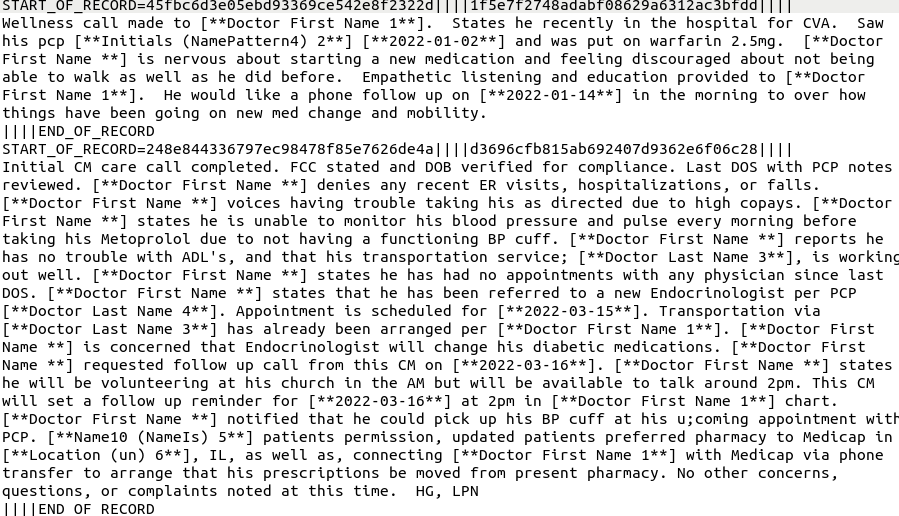 START_OF_RECORD=45fbc6d3e05ebd93369ce542e8f2322d||||1f5e7f2748adabf08629a6312ac3bfdd||||
Wellness call made to [**Doctor First Name 1**].  States he recently in the hospital for CVA.  Saw
his pcp [**Initials (NamePattern4) 2**] [**2022-01-02**] and was put on warfarin 2.5mg.  [**Doctor
First Name **] is nervous about starting a new medication and feeling discouraged about not being
able to walk as well as he did before.  Empathetic listening and education provided to [**Doctor
First Name 1**].  He would like a phone follow up on [**2022-01-14**] in the morning to over how
things have been going on new med change and mobility.
||||END_OF_RECORD
START_OF_RECORD=248e844336797ec98478f85e7626de4a||||d3696cfb815ab692407d9362e6f06c28||||
Initial CM care call completed. FCC stated and DOB verified for compliance. Last DOS with PCP notes
reviewed. [**Doctor First Name **] denies any recent ER visits, hospitalizations, or falls.
[**Doctor First Name **] voices having trouble taking his as directed due to high copays. [**Doctor
First Name **] states he is unable to monitor his blood pressure and pulse every morning before
taking his Metoprolol due to not having a functioning BP cuff. [**Doctor First Name **] reports he
has no trouble with ADL's, and that his transportation service; [**Doctor Last Name 3**], is working
out well. [**Doctor First Name **] states he has had no appointments with any physician since last
DOS. [**Doctor First Name **] states that he has been referred to a new Endocrinologist per PCP
[**Doctor Last Name 4**]. Appointment is scheduled for [**2022-03-15**]. Transportation via
[**Doctor Last Name 3**] has already been arranged per [**Doctor First Name 1**]. [**Doctor First
Name **] is concerned that Endocrinologist will change his diabetic medications. [**Doctor First
Name **] requested follow up call from this CM on [**2022-03-16**]. [**Doctor First Name **] states
he will be volunteering at his church in the AM but will be available to talk around 2pm. This CM
will set a follow up reminder for [**2022-03-16**] at 2pm in [**Doctor First Name 1**] chart.
[**Doctor First Name **] notified that he could pick up his BP cuff at his u;coming appointment with
PCP. [**Name10 (NameIs) 5**] patients permission, updated patients preferred pharmacy to Medicap in
[**Location (un) 6**], IL, as well as, connecting [**Doctor First Name 1**] with Medicap via phone
transfer to arrange that his prescriptions be moved from present pharmacy. No other concerns,
questions, or complaints noted at this time.  HG, LPN
||||END_OF_RECORD